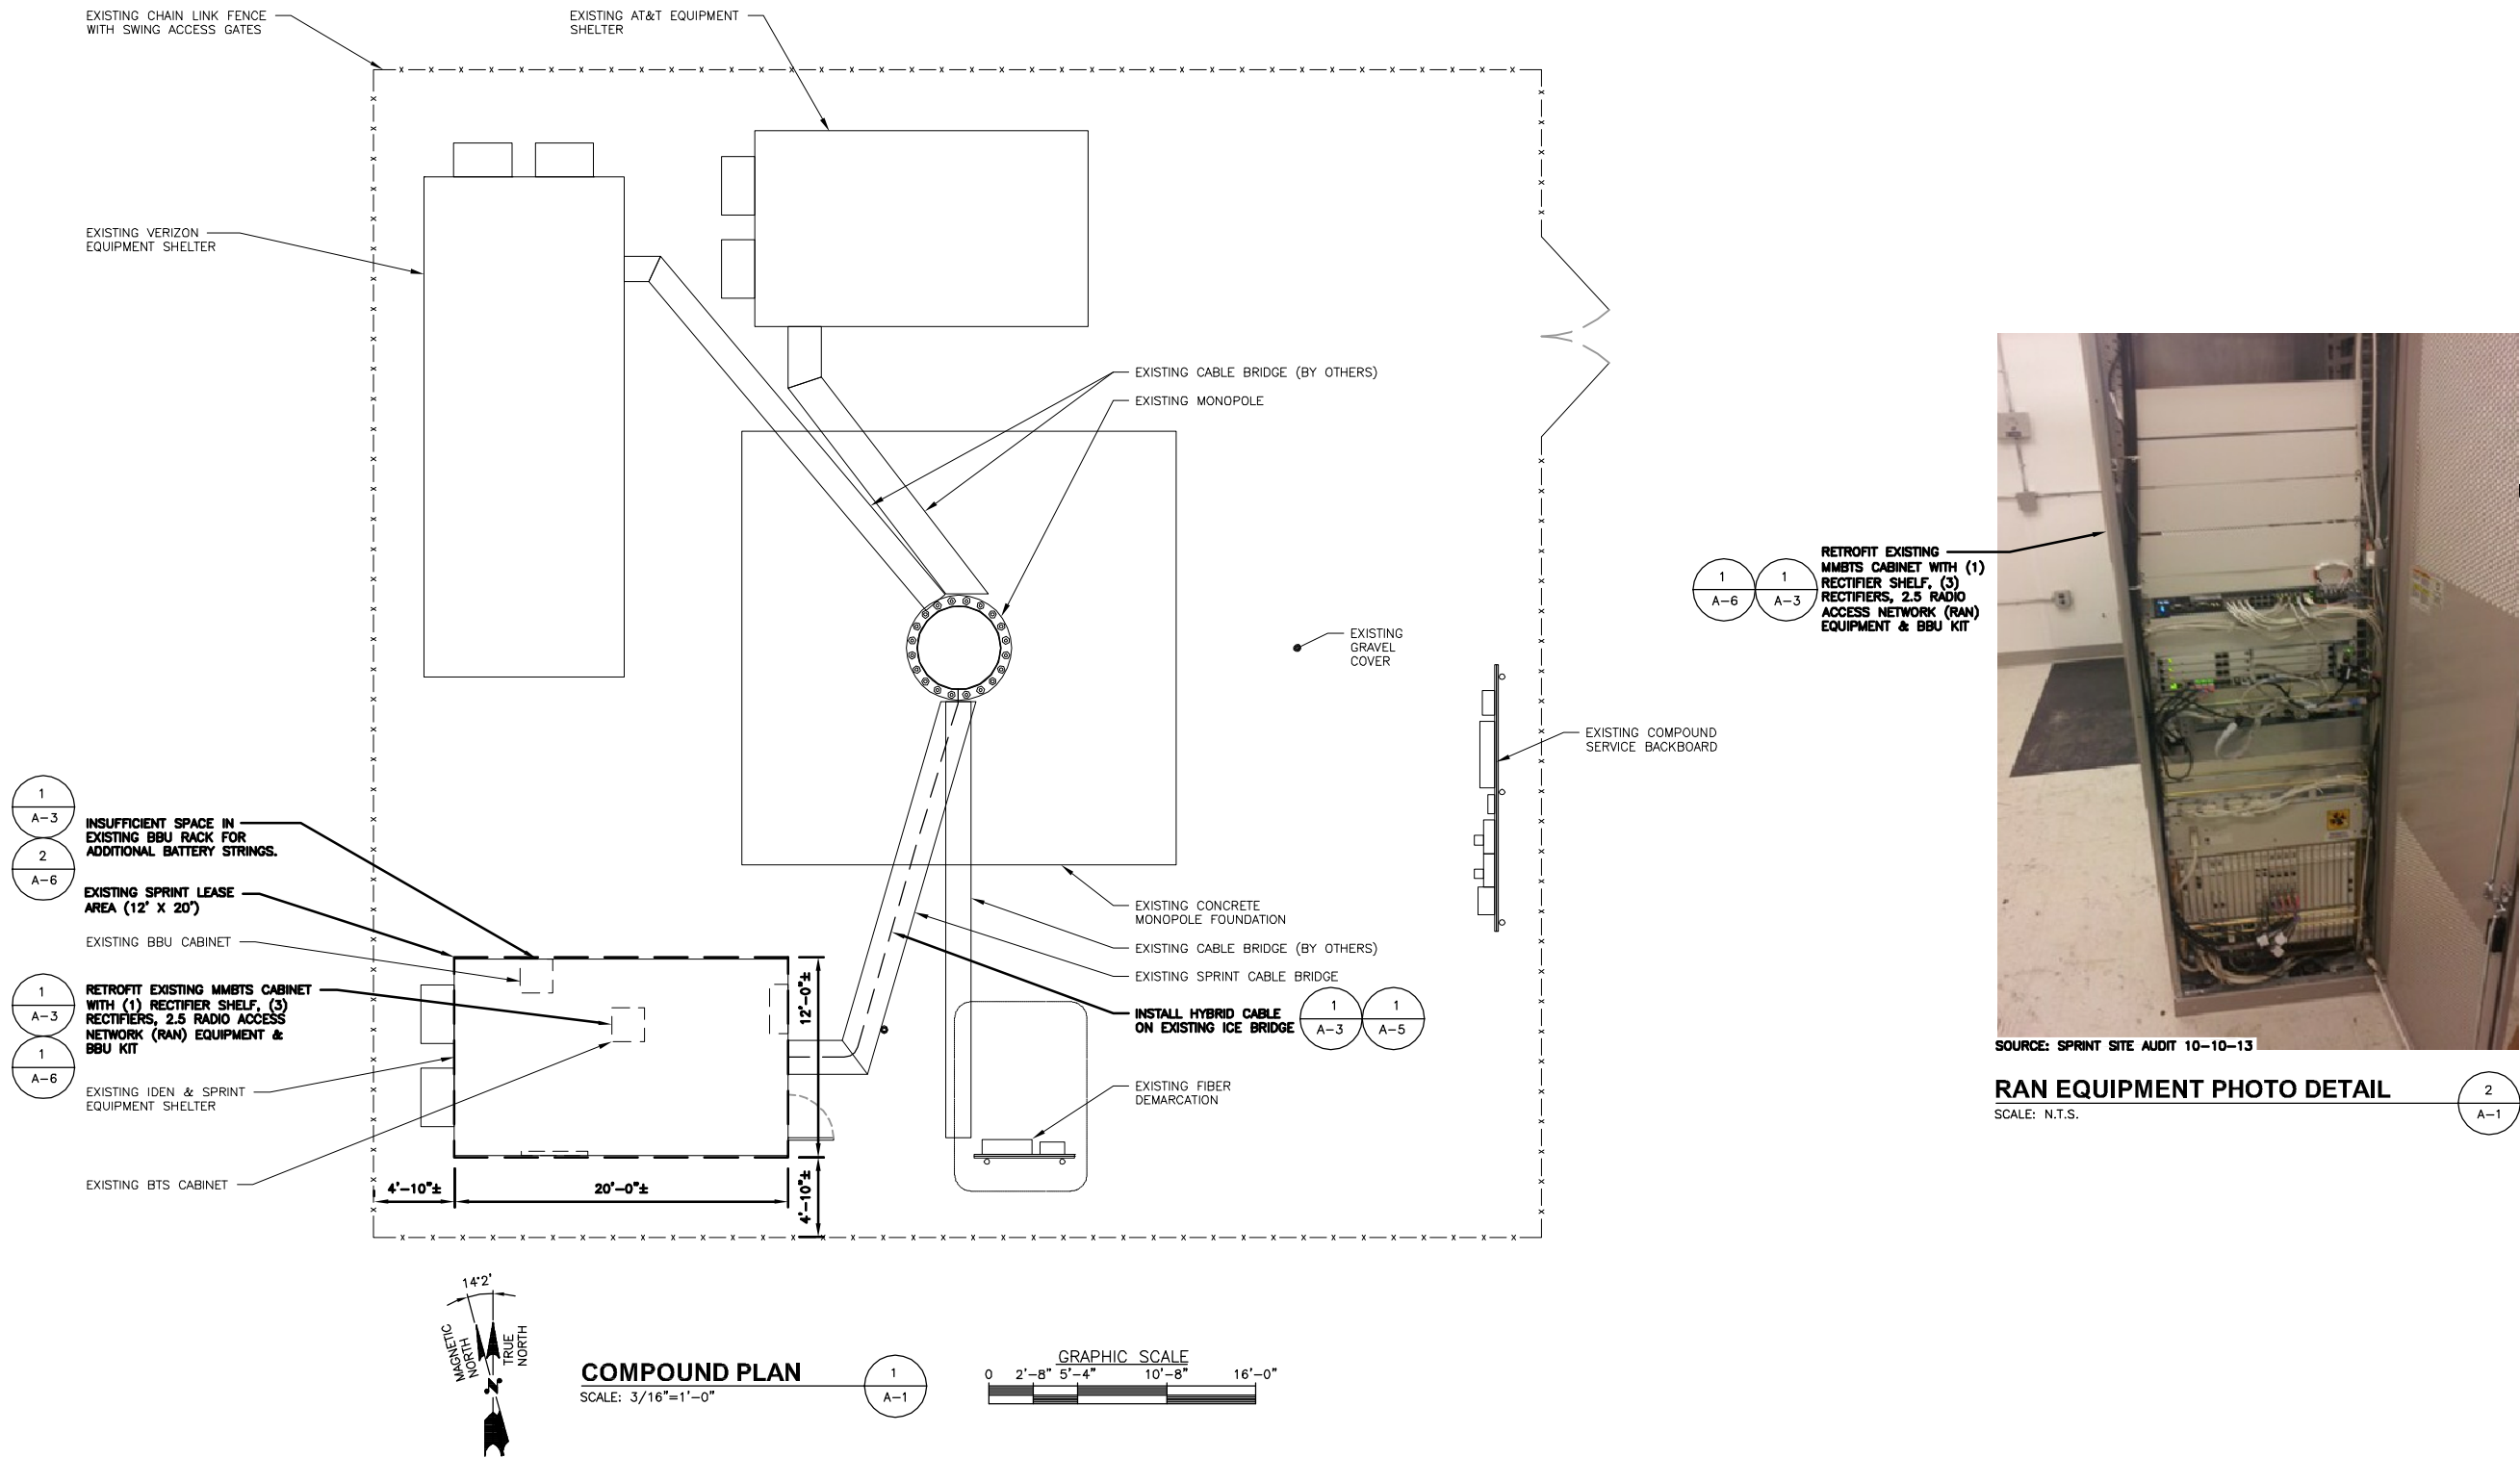 EXISTING CHAIN LINK FENCE
WITH SWING ACCESS GATES
EXISTING AT&T EQUIPMENT
SHELTER
EXISTING VERIZON
EQUIPMENT SHELTER
EXISTING CABLE BRIDGE (BY OTHERS)
EXISTING MONOPOLE
EXISTING
GRAVEL
COVER
EXISTING COMPOUND
SERVICE BACKBOARD
1
A-6
1
A-3
RETROFIT EXISTING
MMBTS CABINET WITH (1)
RECTIFIER SHELF, (3)
RECTIFIERS, 2.5 RADIO
ACCESS NETWORK (RAN)
EQUIPMENT & BBU KIT
1
A-3
2
A-6
INSUFFICIENT SPACE IN
EXISTING BBU RACK FOR
ADDITIONAL BATTERY STRINGS.
EXISTING SPRINT LEASE
AREA (12' X 20')
EXISTING BBU CABINET
1
A-3
1
A-6
RETROFIT EXISTING MMBTS CABINET
WITH (1) RECTIFIER SHELF, (3)
RECTIFIERS, 2.5 RADIO ACCESS
NETWORK (RAN) EQUIPMENT &
BBU KIT
EXISTING IDEN & SPRINT
EQUIPMENT SHELTER
EXISTING BTS CABINET
EXISTING CONCRETE
MONOPOLE FOUNDATION
EXISTING CABLE BRIDGE (BY OTHERS)
EXISTING SPRINT CABLE BRIDGE
INSTALL HYBRID CABLE
ON EXISTING ICE BRIDGE
1
A-3
1
A-5
EXISTING FIBER
DEMARCATION
12'-0"±
4'-10"±
20'-0"±
4'-10"±
SOURCE: SPRINT SITE AUDIT 10-10-13
RAN EQUIPMENT PHOTO DETAIL
SCALE: N.T.S.
2
A-1
14°2'
MAGNETIC
NORTH
TRUE
NORTH
N
COMPOUND PLAN
SCALE: 3/16"=1'-0"
1
A-1
GRAPHIC SCALE
0 2'-8" 5'-4" 10'-8" 16'-0"